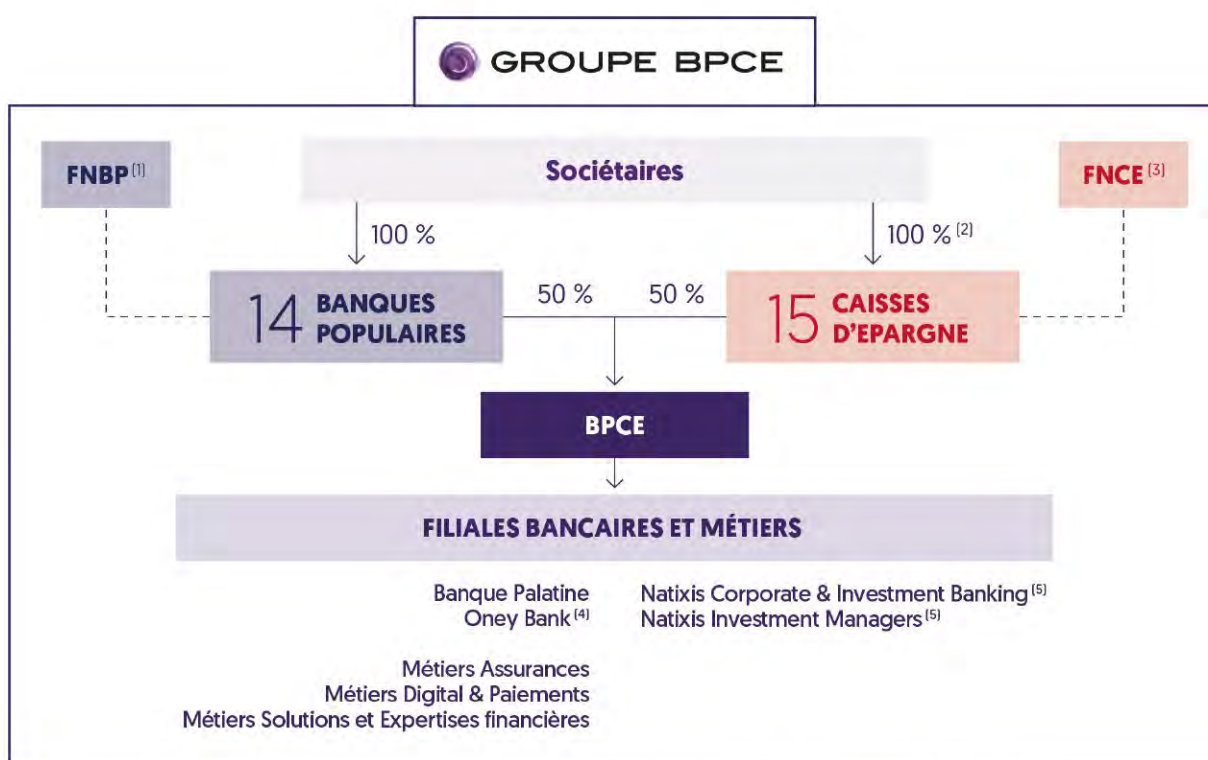 GROUPE BPCE
FNBP (1)
Sociétaires
FNCE (3)
100 %
100 % (2)
14 BANQUES
POPULAIRES
50 %
50 %
15 CAISSES
D'EPARGNE
BPCE
FILIALES BANCAIRES ET MÉTIERS
Banque Palatine
Oney Bank (4)
Métiers Assurances
Métiers Digital & Paiements
Métiers Solutions et Expertises financières
Natixis Corporate & Investment Banking (5)
Natixis Investment Managers (5)